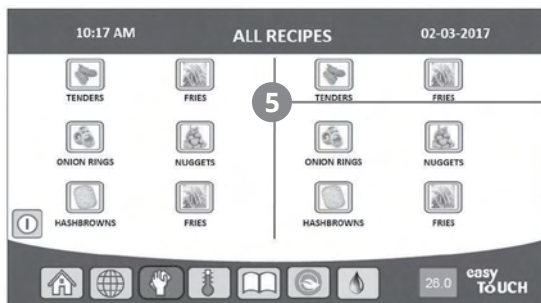 10:17 AM ALL RECIPES 02-03-2017
TENDERS FRIES TENDERS FRIES
5
ONION RINGS NUGGETS ONION RINGS NUGGETS
HASHBROWNS FRIES HASHBROWNS FRIES
26.0 easy ToUCH